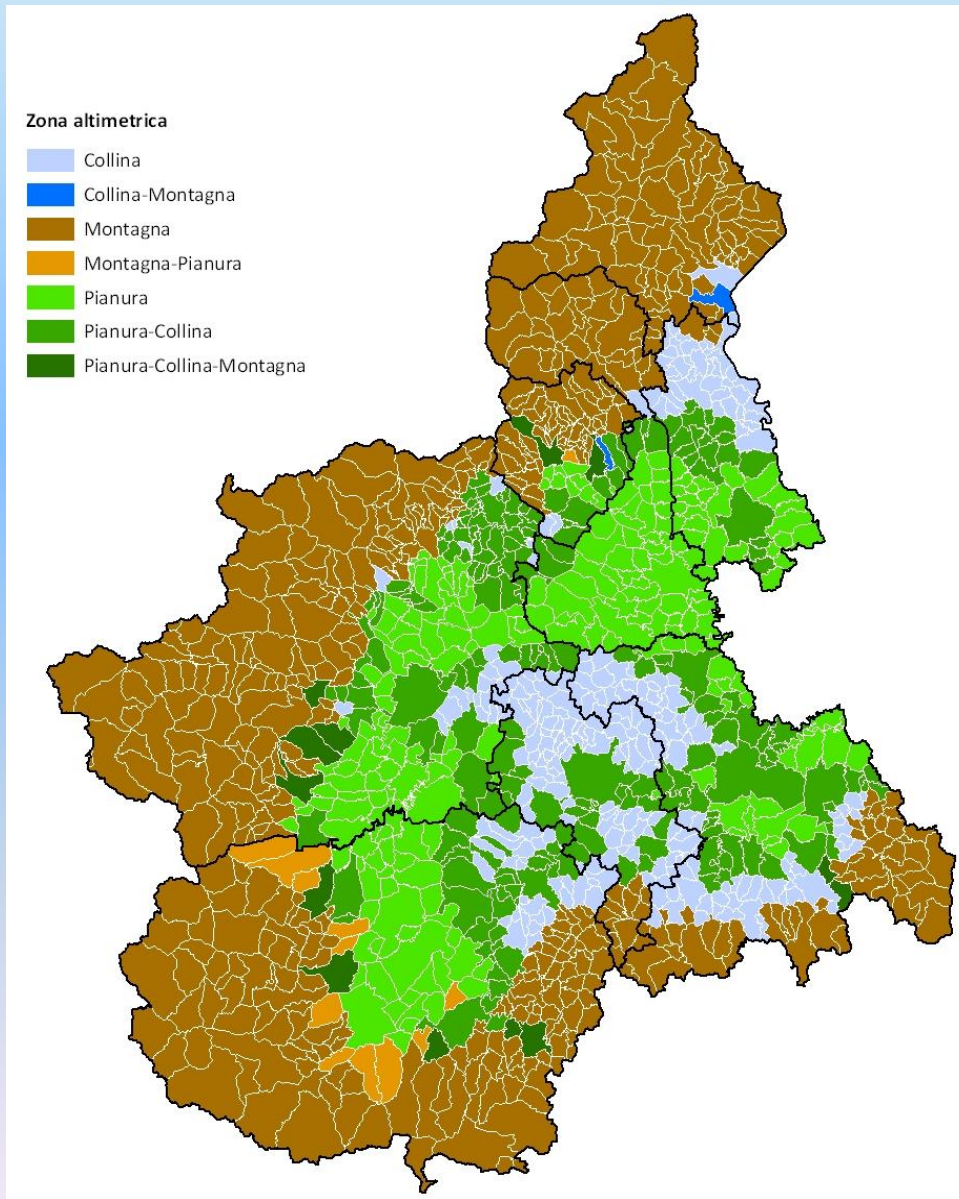 Zona altimetrica
Collina
Collina-Montagna
Montagna
Montagna-Pianura
Pianura
Pianura-Collina
Pianura-Collina-Montagna